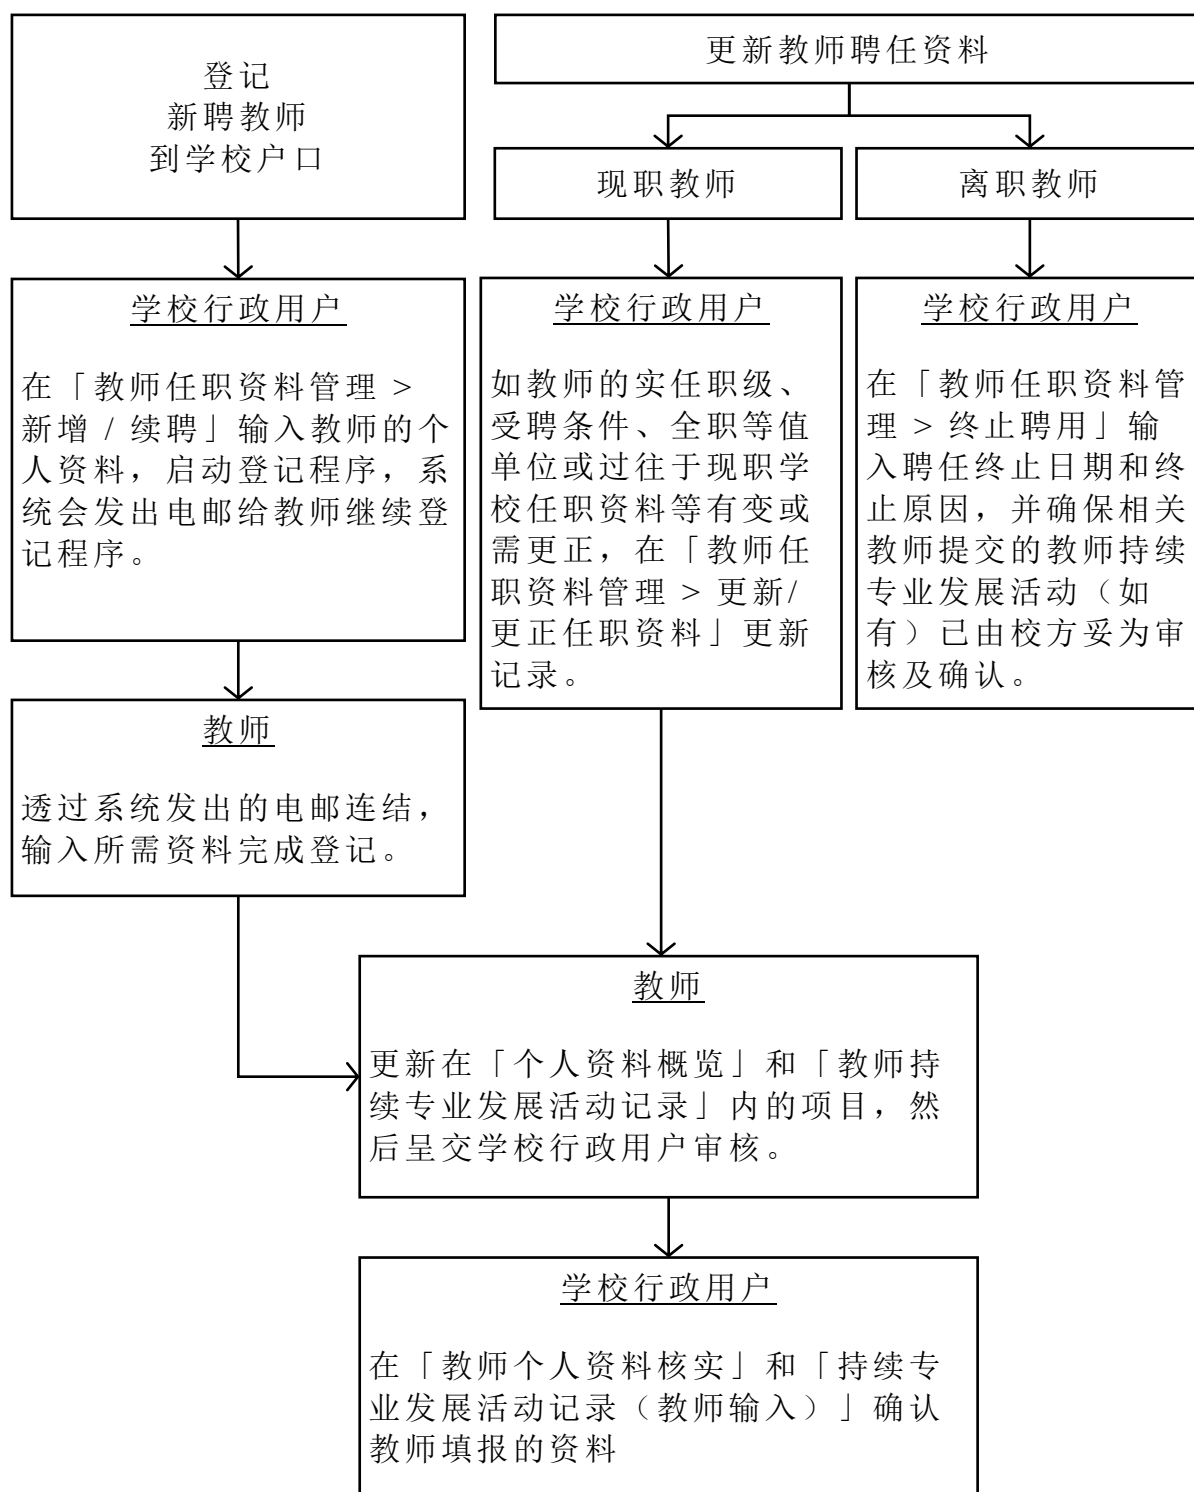 登记
新聘教师
到学校户口
更新教师聘任资料
现职教师
离职教师
学校行政用户
在「教师任职资料管理 >
新增 / 续聘」输入教师的个
人资料，启动登记程序，系
统会发出电邮给教师继续登
记程序。
学校行政用户
如教师的实任职级、
受聘条件、全职等值
单位或过往于现职学
校任职资料等有变或
需更正，在「教师任
职资料管理 > 更新/
更正任职资料」更新
记录。
学校行政用户
在「教师任职资料管
理 > 终止聘用」输
入聘任终止日期和终
止原因，并确保相关
教师提交的教师持续
专业发展活动（如
有）已由校方妥为审
核及确认。
教师
透过系统发出的电邮连结，
输入所需资料完成登记。
教师
更新在「个人资料概览」和「教师持
续专业发展活动记录」内的项目，然
后呈交学校行政用户审核。
学校行政用户
在「教师个人资料核实」和「持续专
业发展活动记录（教师输入）」确认
教师填报的资料